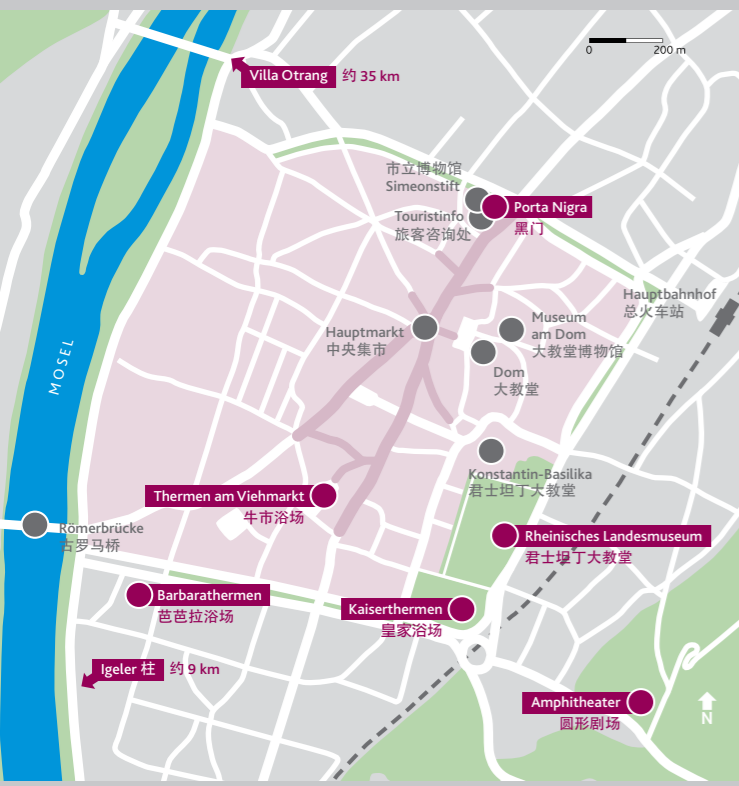 0 200 m
Villa Otrang 约 35 km
市立博物馆
Simeonstift
Porta Nigra
黑门
Touristinfo
旅客咨询处
Hauptbahnhof
总火车站
Museum
am Dom
大教堂博物馆
Hauptmarkt
中央集市
Dom
大教堂
MOSEL
Konstantin-Basilika
君士坦丁大教堂
Thermen am Viehmarkt
牛市浴场
Römerbrücke
古罗马桥
Rheinisches Landesmuseum
君士坦丁大教堂
Barbarathermen
芭芭拉浴场
Kaiserthermen
皇家浴场
Igeler 柱 约 9 km
Amphitheater
圆形剧场
N